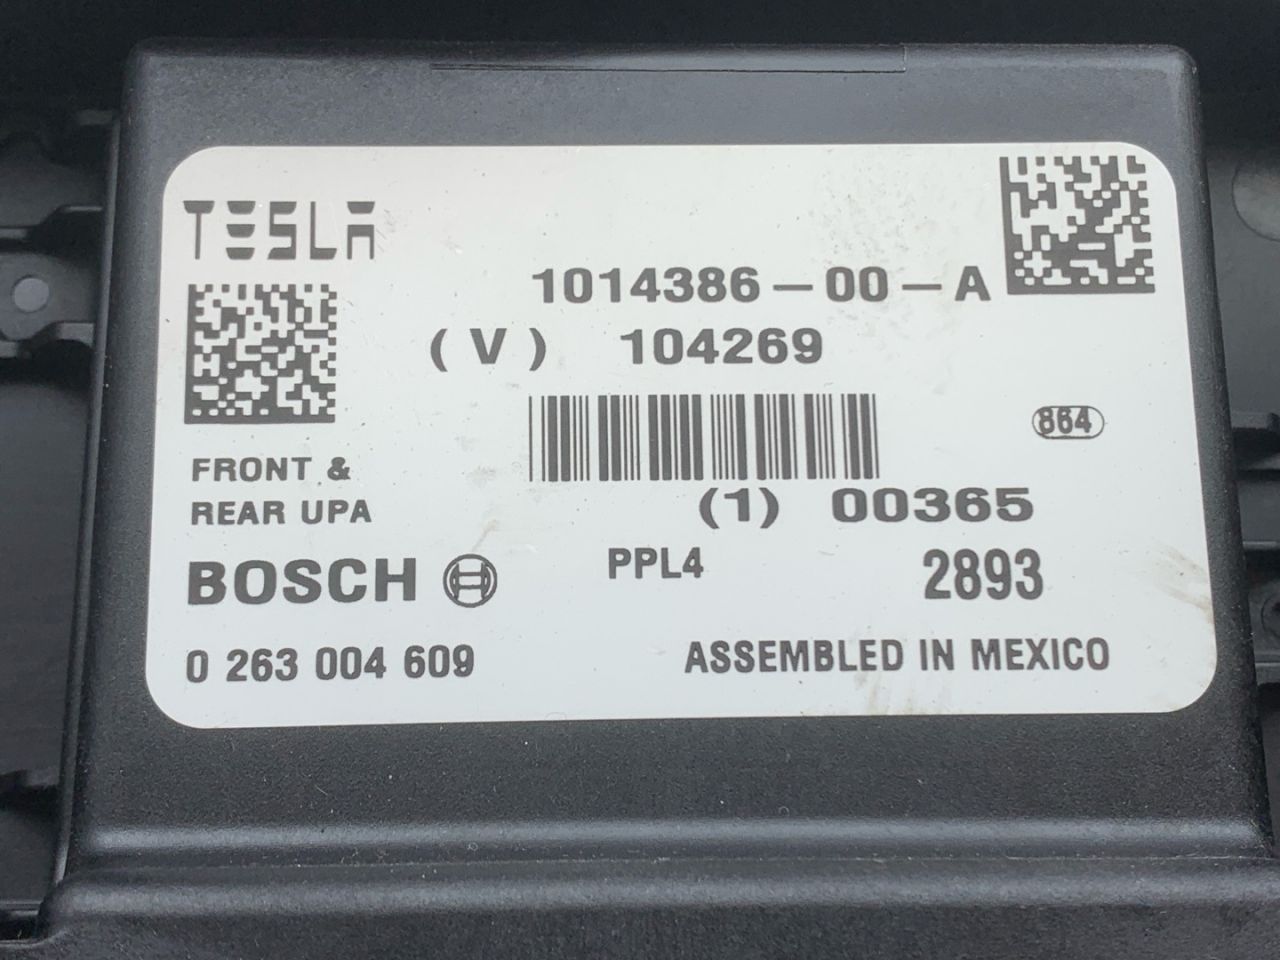 TESLA
1014386-00-A
(V) 104269
864
FRONT &
REAR UPA
(1) 00365
BOSCH
PPL4
2893
0 263 004 609
ASSEMBLED IN MEXICO